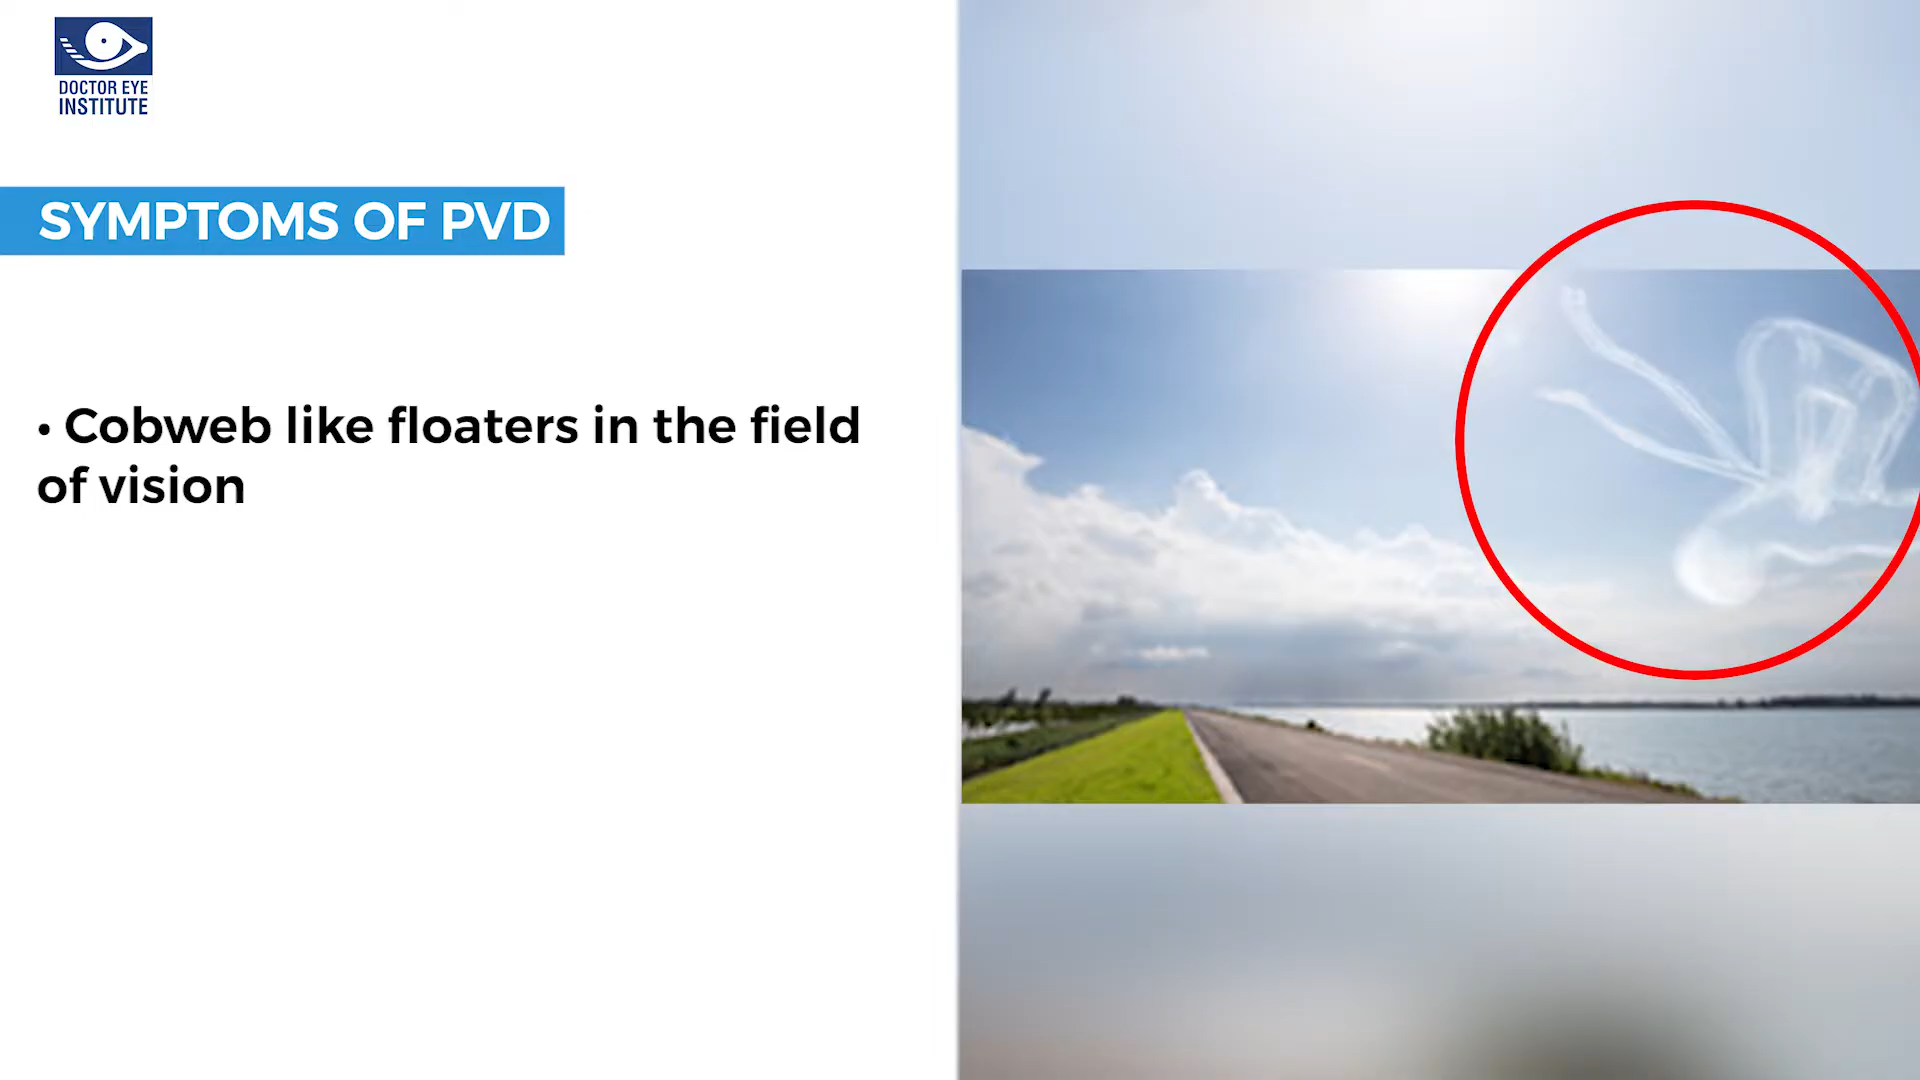 DOCTOR EYE
INSTITUTE
SYMPTOMS OF PVD
• Cobweb like floaters in the field
of vision